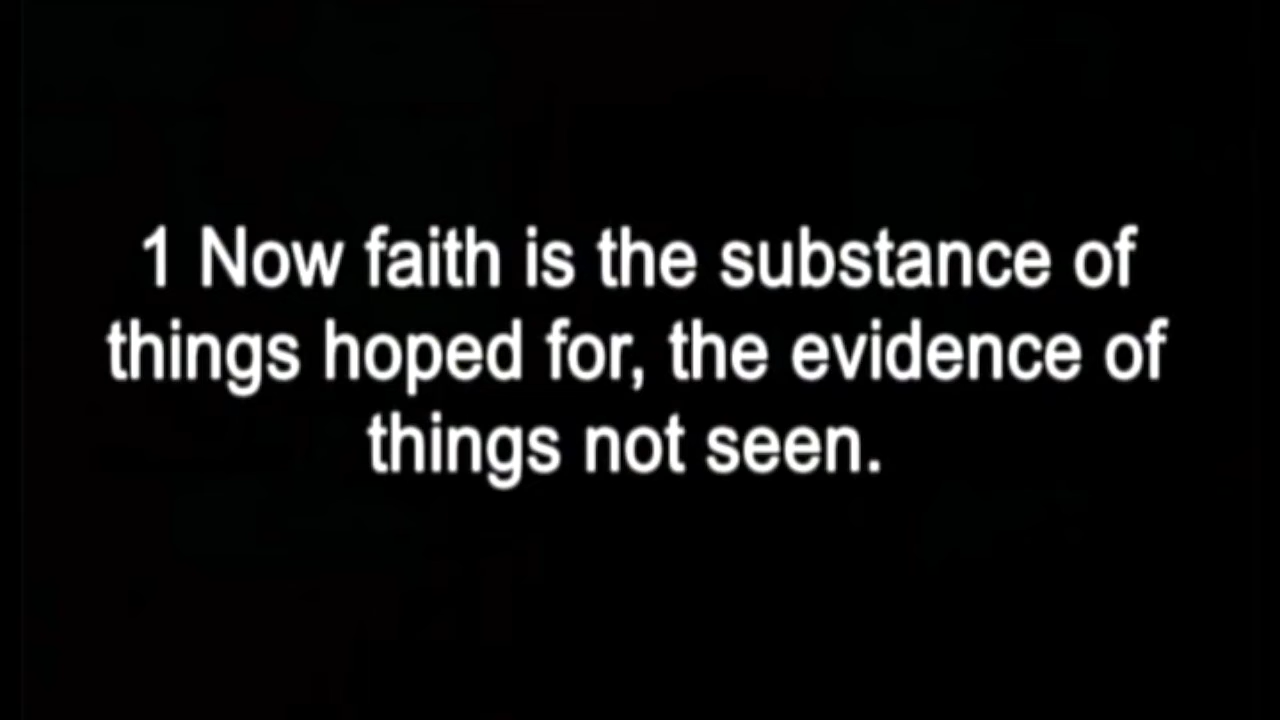 1 Now faith is the substance of
things hoped for, the evidence of
things not seen.